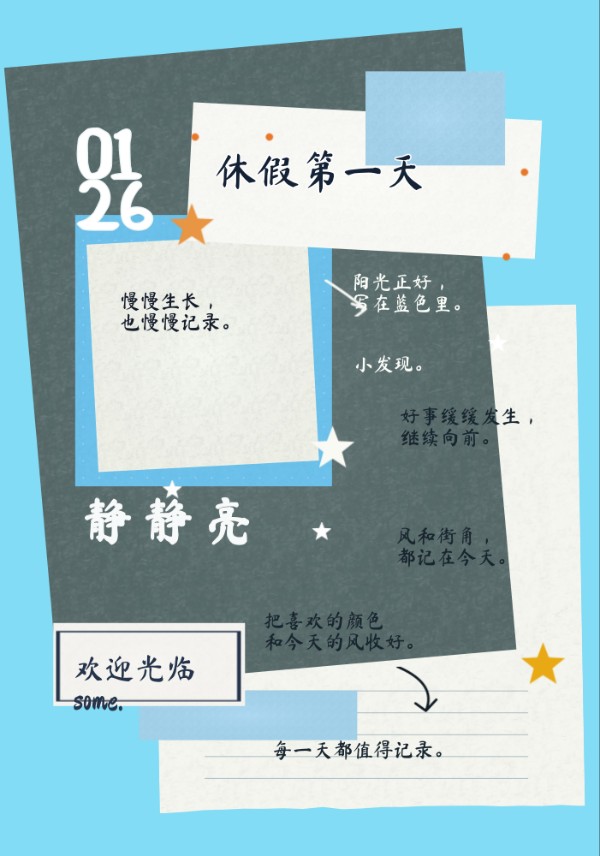 01
26
休假第一天
慢慢生长，
也慢慢记录。
阳光正好，
写在蓝色里。
小发现。
好事缓缓发生，
继续向前。
静静亮
风和街角，
都记在今天。
把喜欢的颜色
和今天的风收好。
欢迎光临
some.
每一天都值得记录。